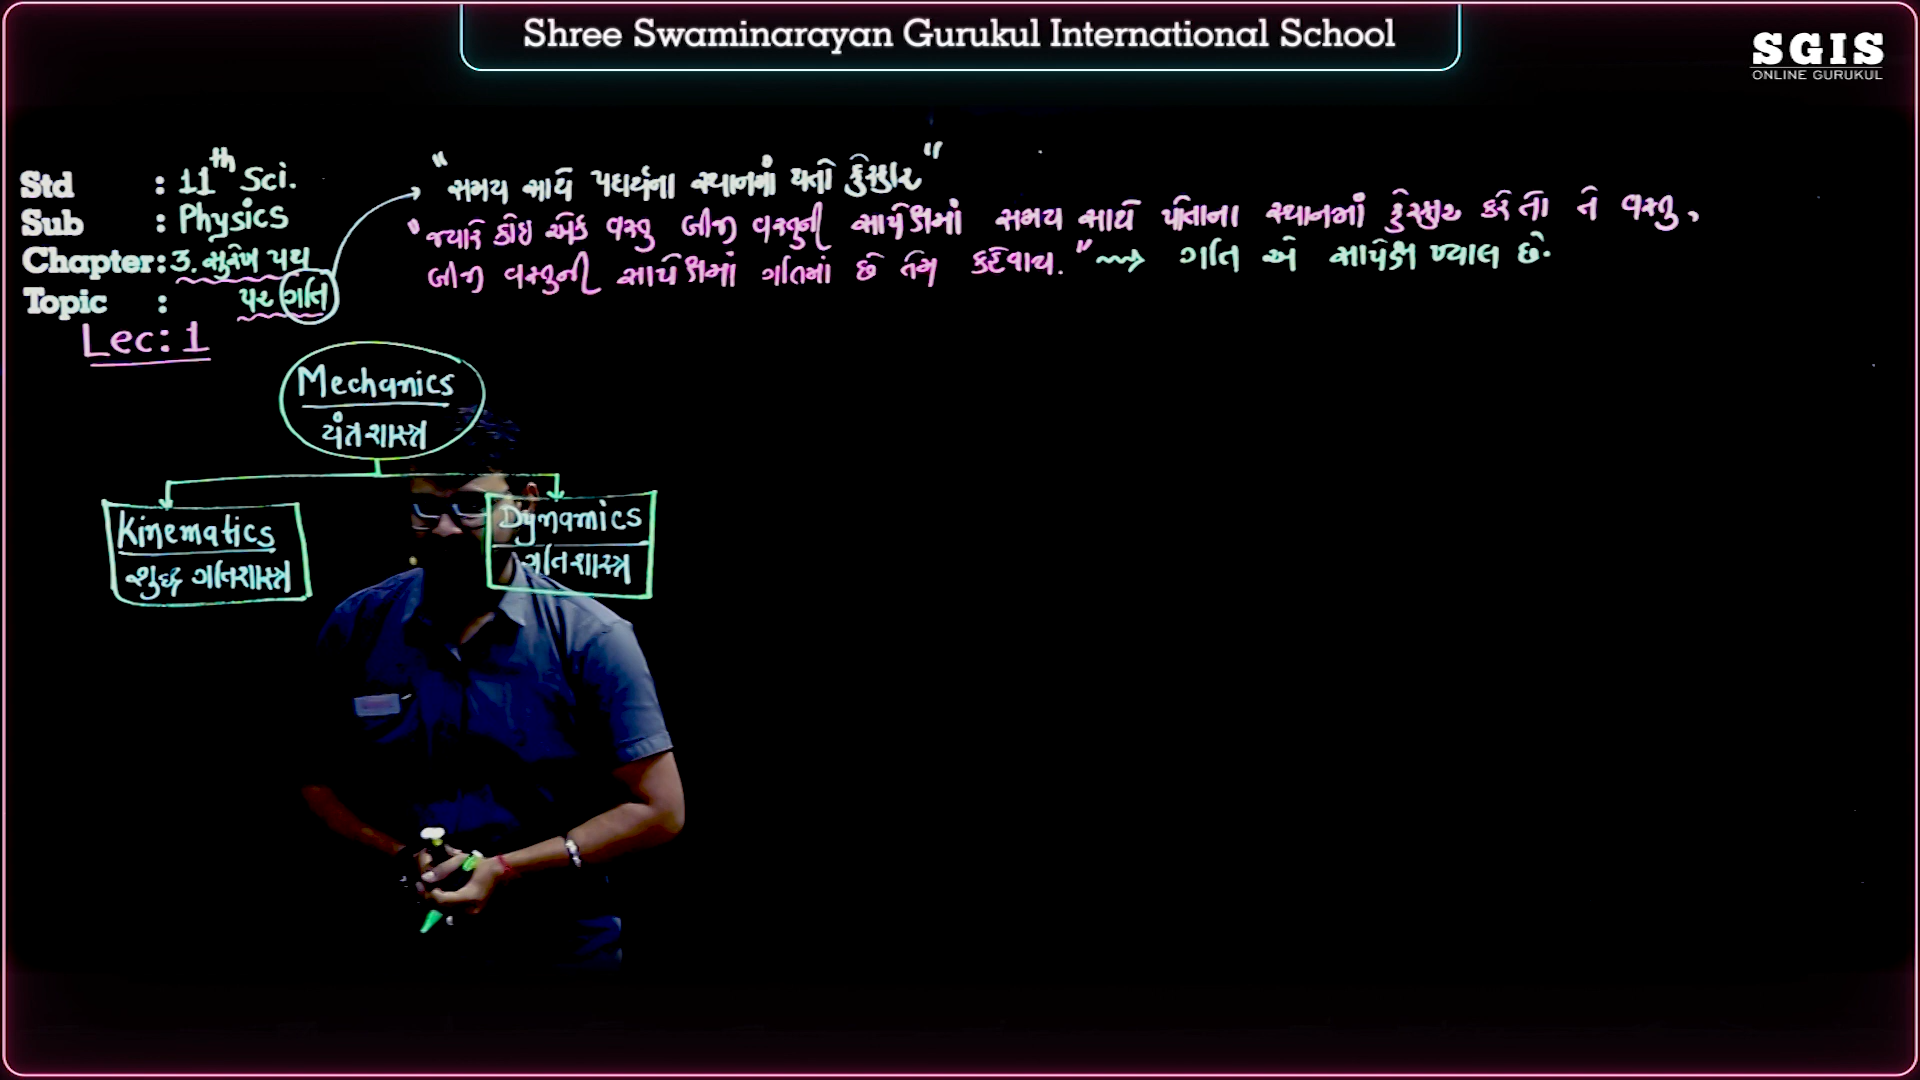 Shree Swaminarayan Gurukul International School
SGIS
ONLINE GURUKUL
Std : 11th Sci.
Sub : Physics
Chapter: 3. સુરેખ પથ
Topic : પર ગતિ
Lec: 1
"સમય સાથે પદાર્થના સ્થાનમાં થતો ફેરફાર"
"જ્યારે કોઇ એક વસ્તુ બીજી વસ્તુની સાપેક્ષમાં સમય સાથે પોતાના સ્થાનમાં ફેરફાર કરે તો તે વસ્તુ,
બીજી વસ્તુની સાપેક્ષમાં ગતિમાં છે તેમ કહેવાય." ગતિ એ સાપેક્ષ ખ્યાલ છે.
Mechanics
યંત્રશાસ્ત્ર
Kinematics
શુદ્ધ ગતિશાસ્ત્ર
Dynamics
ગતિશાસ્ત્ર